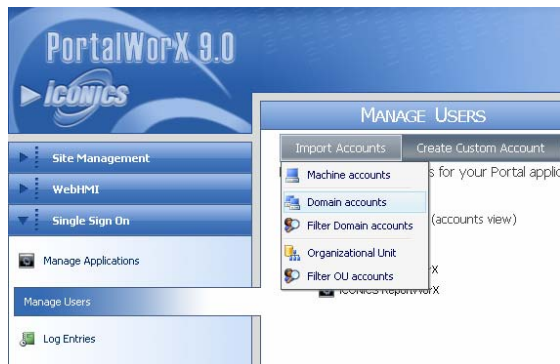 PortalWorX 9.0
ICONICS
MANAGE USERS
Import Accounts Create Custom Account
Site Management
WebHMI
Single Sign On
Manage Applications
Manage Users
Log Entries
Machine accounts
Domain accounts
Filter Domain accounts
Organizational Unit
Filter OU accounts
s for your Portal applic
(accounts view)
X
ICONICS ReportWorX